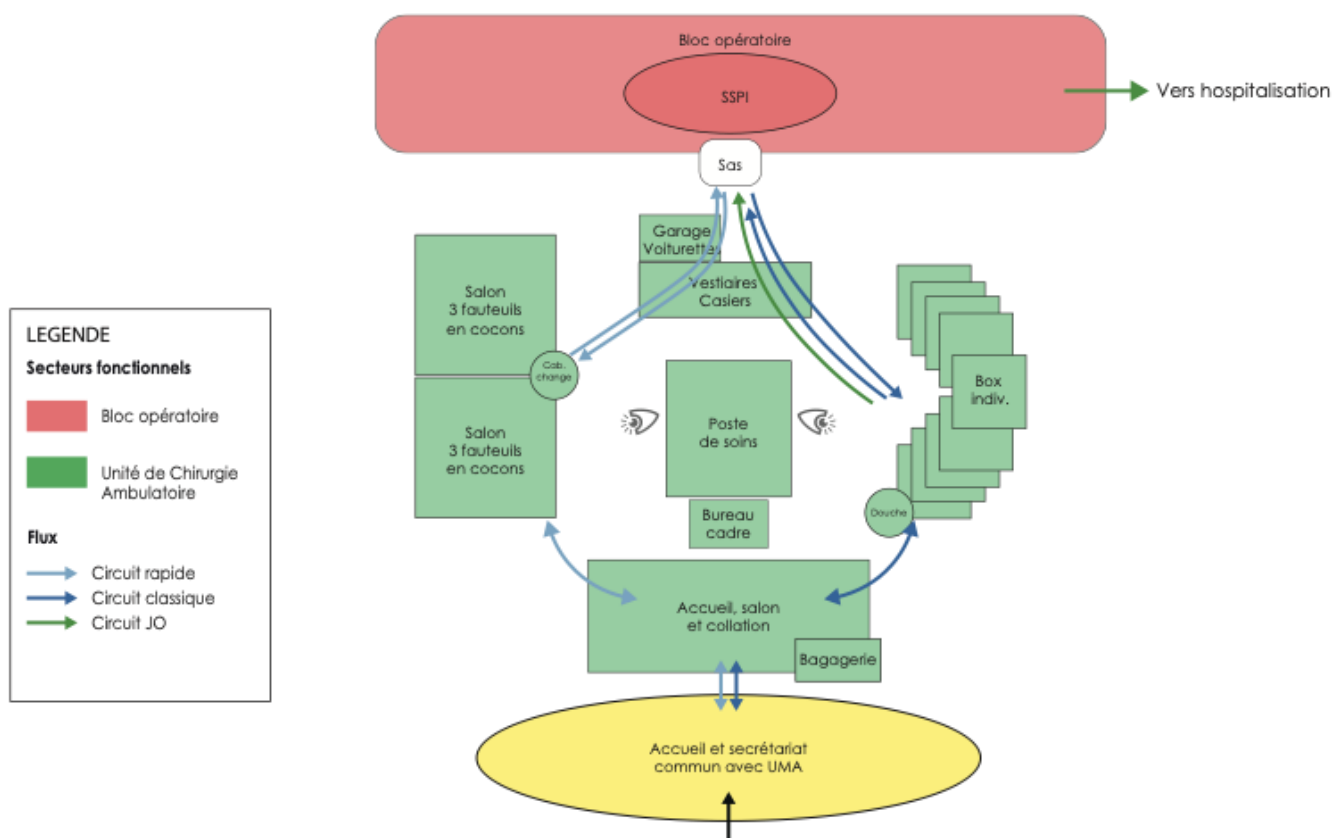 Bloc opératoire
SSPI
Vers hospitalisation
Sas
Garage
Voiturettes
Vestiaires
Casiers
Salon
3 fauteuils
en cocons
Cab.
change
Salon
3 fauteuils
en cocons
Poste
de soins
Box
indiv.
Bureau
cadre
Douche
Accueil, salon
et collation
Bagagerie
Accueil et secrétariat
commun avec UMA
LEGENDE
Secteurs fonctionnels
Bloc opératoire
Unité de Chirurgie
Ambulatoire
Flux
Circuit rapide
Circuit classique
Circuit JO